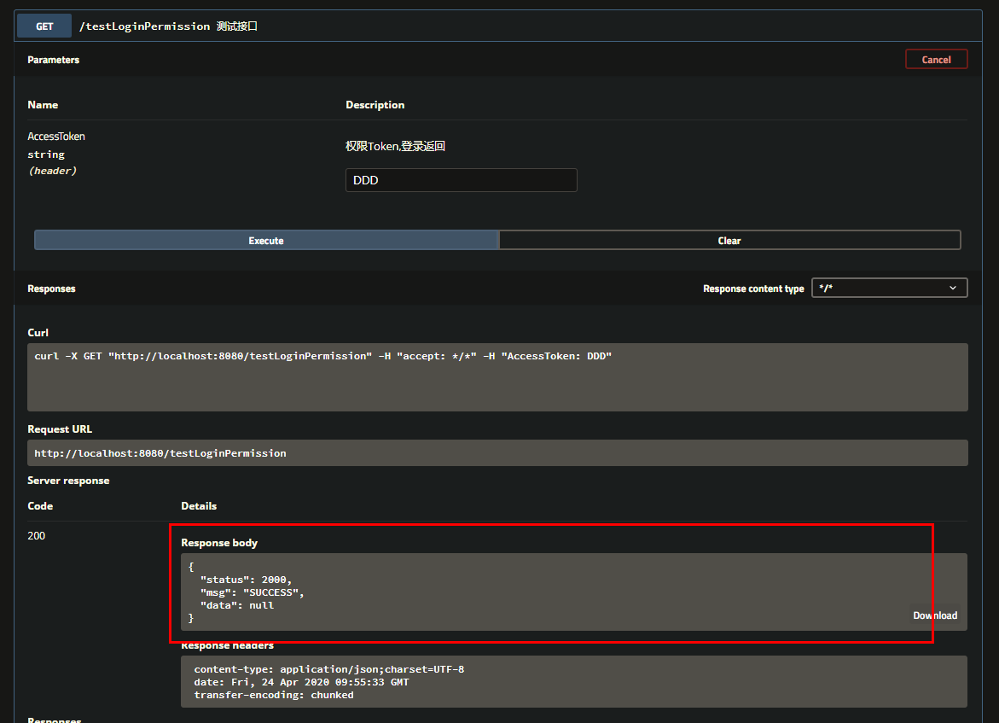 GET /testLoginPermission 测试接口
Parameters Cancel
Name Description
AccessToken
string
(header)
权限Token,登录返回
DDD
Execute Clear
Responses Response content type */*
Curl
curl -X GET "http://localhost:8080/testLoginPermission" -H "accept: */*" -H "AccessToken: DDD"
Request URL
http://localhost:8080/testLoginPermission
Server response
Code Details
200
Response body
{
"status": 2000,
"msg": "SUCCESS",
"data": null
}
Download
Response headers
content-type: application/json;charset=UTF-8
date: Fri, 24 Apr 2020 09:55:33 GMT
transfer-encoding: chunked
Responses